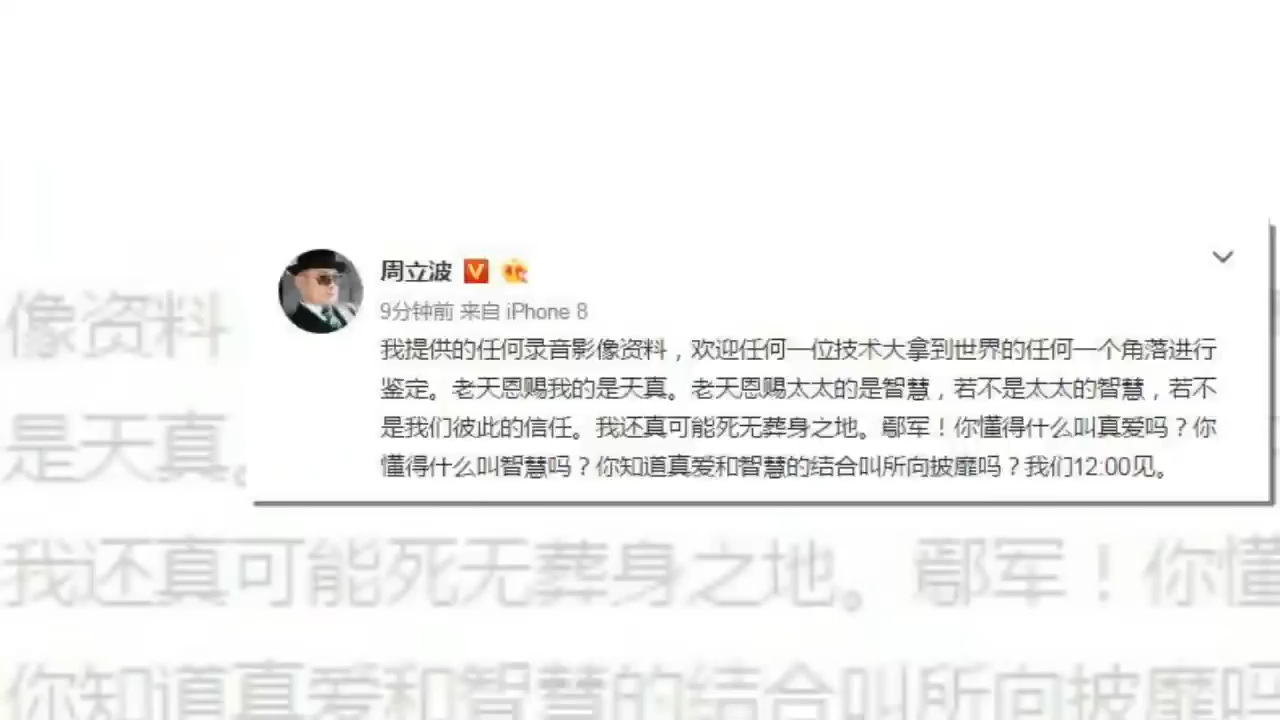 周立波
9分钟前 来自 iPhone 8
我提供的任何录音影像资料，欢迎任何一位技术大拿到世界的任何一个角落进行
鉴定。老天恩赐我的是天真。老天恩赐太太的是智慧，若不是太太的智慧，若不
是我们彼此的信任。我还真可能死无葬身之地。鄢军！你懂得什么叫真爱吗？你
懂得什么叫智慧吗？你知道真爱和智慧的结合叫所向披靡吗？我们12:00见。
像资料
是天真。
我还真可能死无葬身之地。鄢军！你懂
你知道真爱和智慧的结合叫所向披靡吗